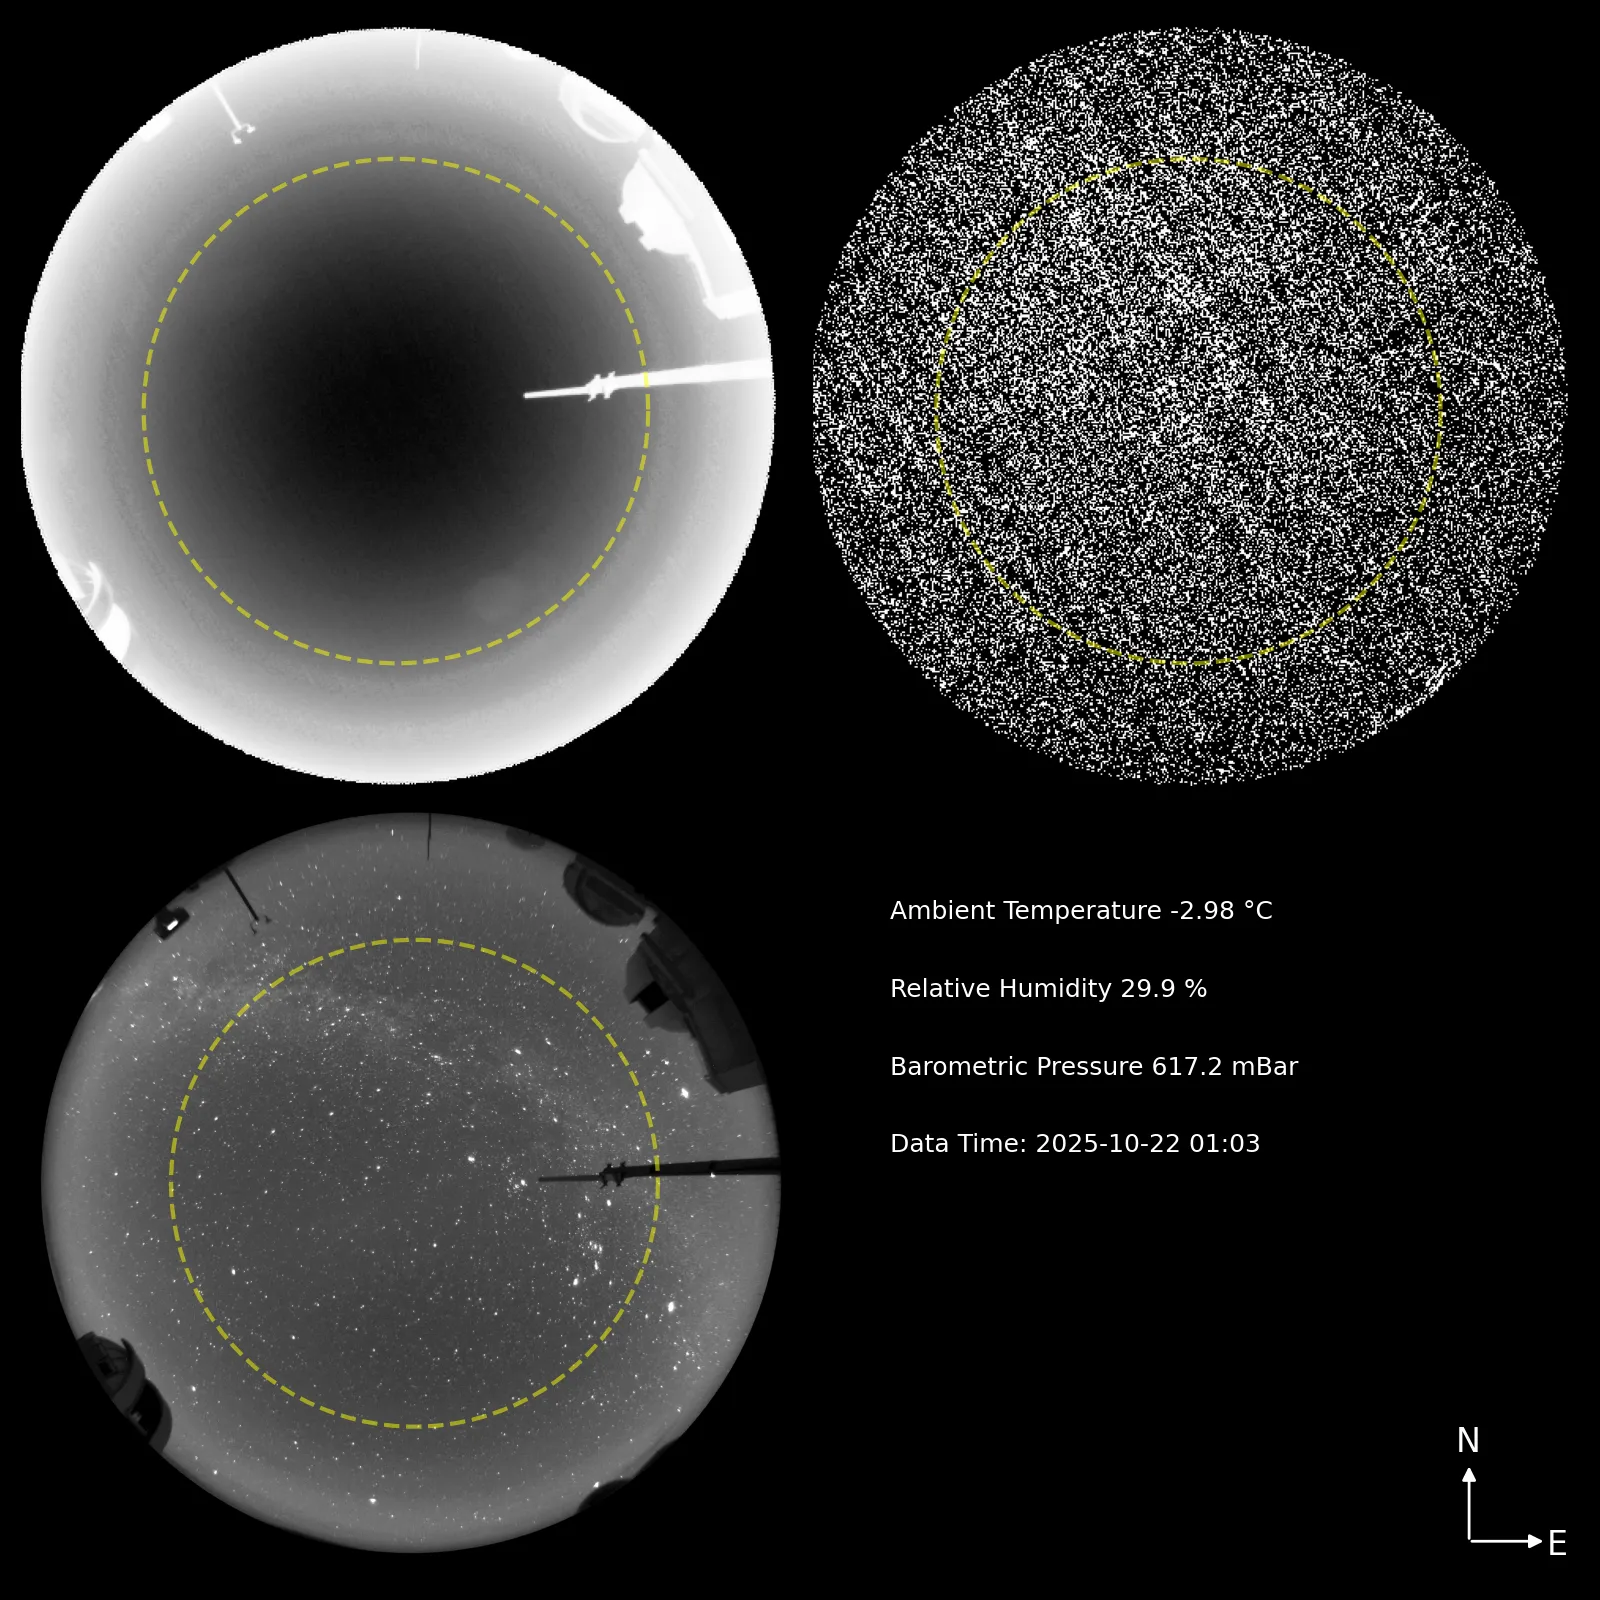 Ambient Temperature -2.98 °C
Relative Humidity 29.9 %
Barometric Pressure 617.2 mBar
Data Time: 2025-10-22 01:03
N
E